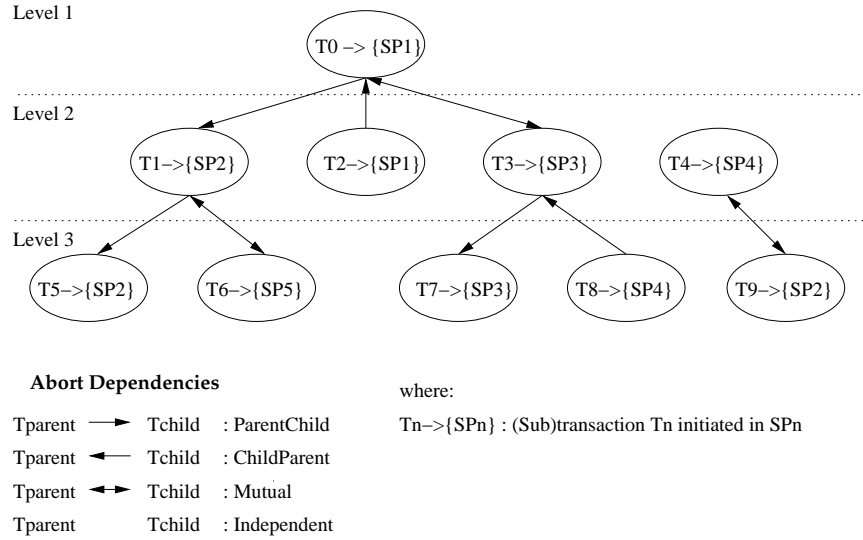 Level 1
T0 −> {SP1}
Level 2
T1−>{SP2}
T2−>{SP1}
T3−>{SP3}
T4−>{SP4}
Level 3
T5−>{SP2}
T6−>{SP5}
T7−>{SP3}
T8−>{SP4}
T9−>{SP2}
Abort Dependencies
Tparent Tchild : ParentChild
Tparent Tchild : ChildParent
Tparent Tchild : Mutual
Tparent Tchild : Independent
where:
Tn−>{SPn} : (Sub)transaction Tn initiated in SPn